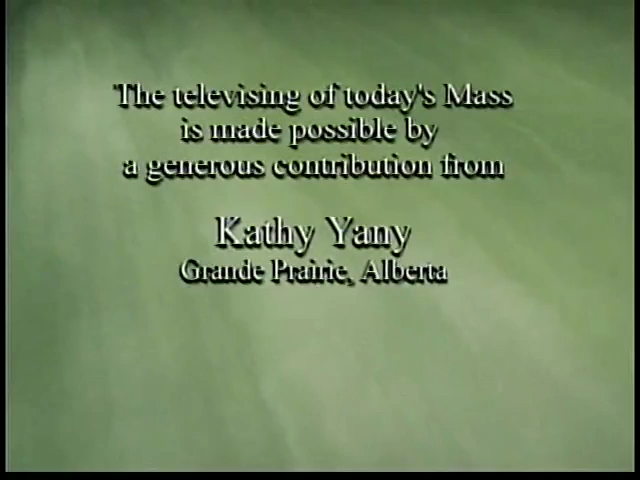 The televising of today's Mass
is made possible by
a generous contribution from
Kathy Yany
Grande Prairie, Alberta